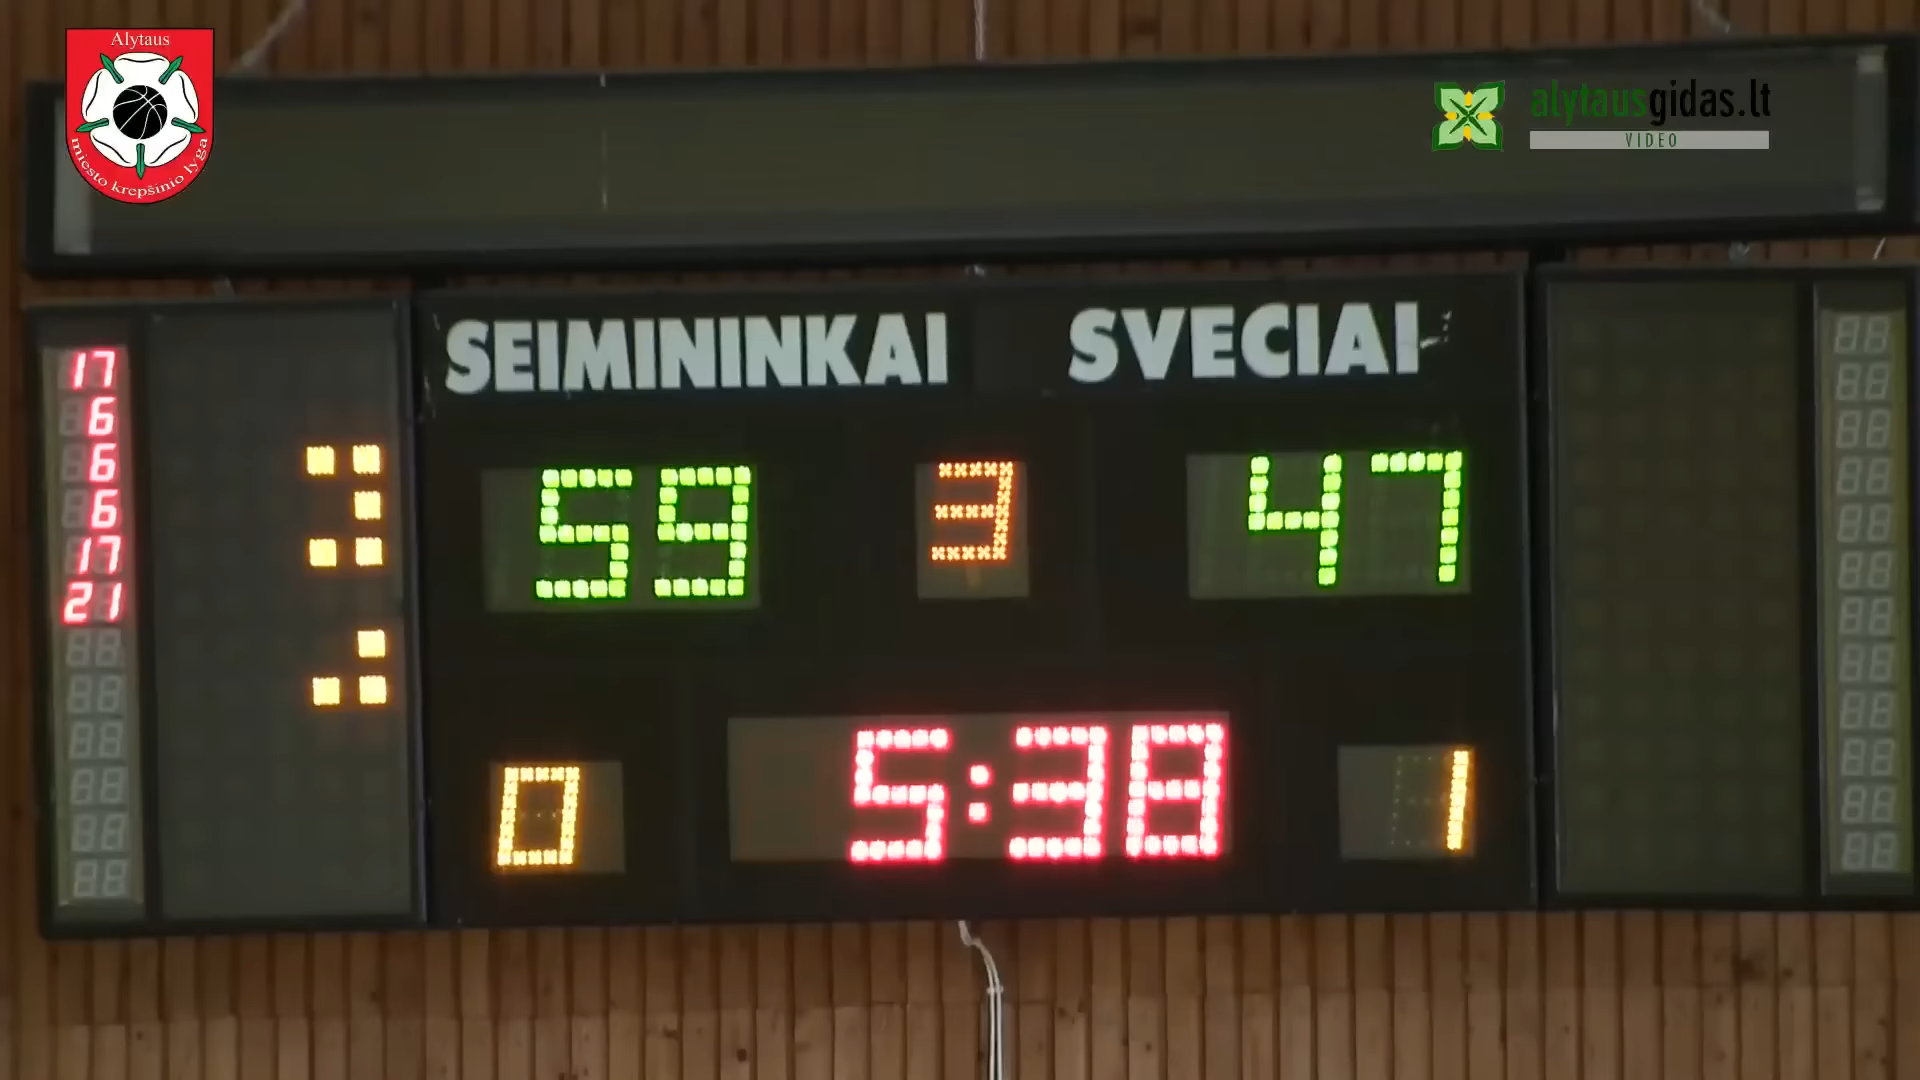 Alytaus
miesto krepšinio lyga
alytausgidas.lt
VIDEO
SEIMININKAI SVECIAI
17
6
6
6
17
21
59 3 47
0 5:38 1